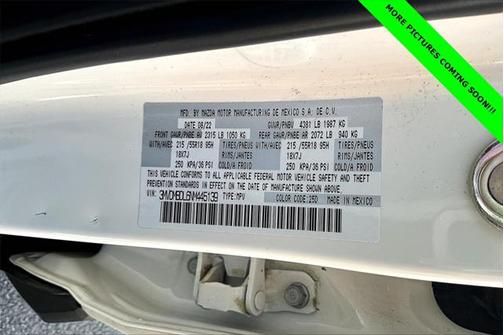 MORE PICTURES COMING SOON!!!
MFD. BY MAZDA MOTOR MANUFACTURING DE MEXICO S.A. DE C.V.
DATE 08/22 GVWR/PNBV 4381 LB 1987 KG
FRONT GAWR/PNBE AV 2315 LB 1050 KG REAR GAWR/PNBE AR 2072 LB 940 KG
WITH/AVEC 215/55R18 95H TIRES/PNEUS WITH/AVEC 215/55R18 95H TIRES/PNEUS
18X7J RIMS/JANTES 18X7J RIMS/JANTES
250 KPA/36 PSI COLD/A FROID 250 KPA/36 PSI COLD/A FROID
THIS VEHICLE CONFORMS TO ALL APPLICABLE FEDERAL MOTOR VEHICLE SAFETY AND THEFT
PREVENTION STANDARDS IN EFFECT ON THE DATE OF MANUFACTURE SHOWN ABOVE.
VIN: TYPE: MPV COLOR CODE: 25D MADE IN MEXICO